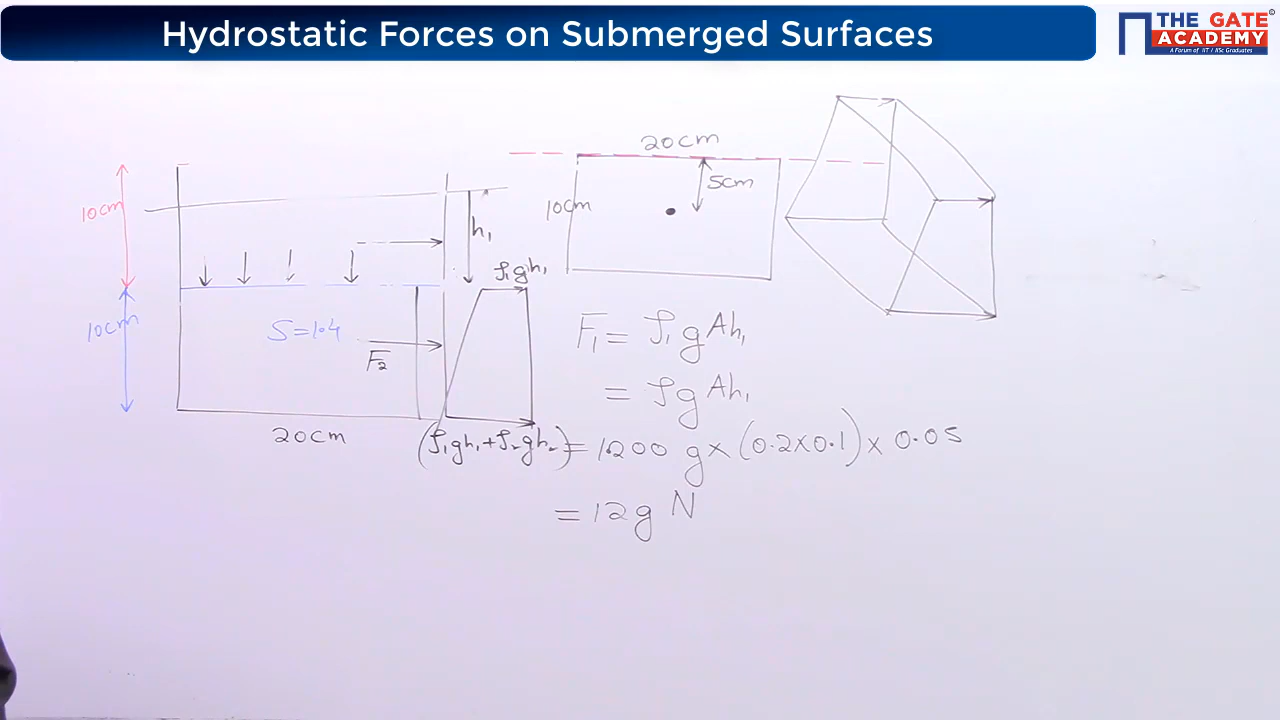 Hydrostatic Forces on Submerged Surfaces
THE GATE
ACADEMY
©
A Forum of IIT / IISc Graduates
10cm
10cm
S=1.4
F₂
20cm
h₁
ρ₁gh₁
(ρ₁gh₁+ρ₂gh₂)
20cm
10cm
5cm
F₁ = ρ₁gAh₁
= ρgAh₁
= 1200 g×(0.2×0.1)×0.05
= 12g N